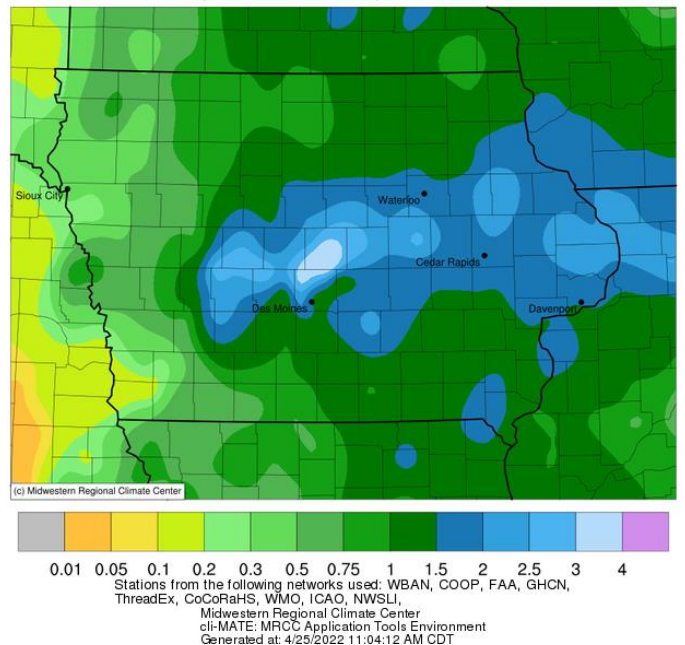 Sioux City
Waterloo
Cedar Rapids
Des Moines
Davenport
(c) Midwestern Regional Climate Center
0.01 0.05 0.1 0.2 0.3 0.5 0.75 1 1.5 2 2.5 3 4
Stations from the following networks used: WBAN, COOP, FAA, GHCN,
ThreadEx, CoCoRaHS, WMO, ICAO, NWSLI,
Midwestern Regional Climate Center
cli-MATE: MRCC Application Tools Environment
Generated at: 4/25/2022 11:04:12 AM CDT